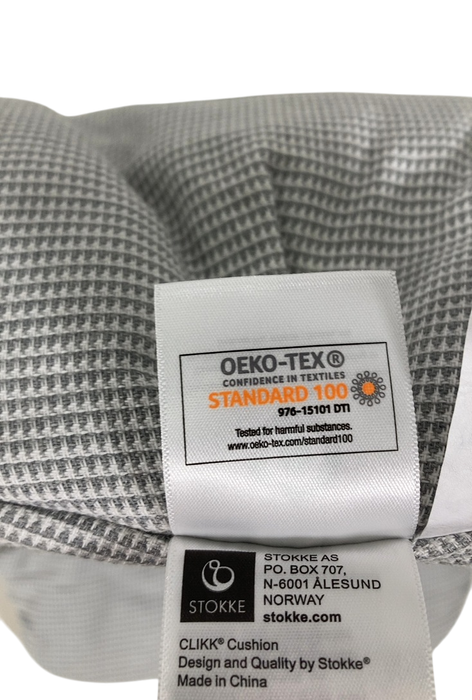 OEKO-TEX®
CONFIDENCE IN TEXTILES
STANDARD 100
976-15101 DTI
Tested for harmful substances.
www.oeko-tex.com/standard100
STOKKE
STOKKE AS
P.O. BOX 707,
N-6001 ÅLESUND
NORWAY
stokke.com
CLIKK® Cushion
Design and Quality by Stokke®
Made in China